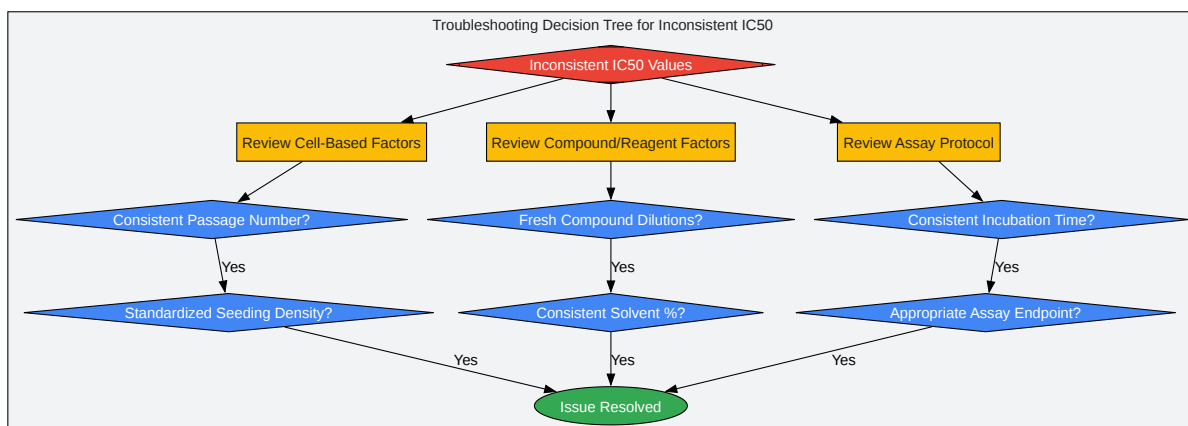 Troubleshooting Decision Tree for Inconsistent IC50
Inconsistent IC50 Values
Review Cell-Based Factors
Review Compound/Reagent Factors
Review Assay Protocol
Consistent Passage Number?
Fresh Compound Dilutions?
Consistent Incubation Time?
Yes
Yes
Yes
Standardized Seeding Density?
Consistent Solvent %?
Appropriate Assay Endpoint?
Yes
Yes
Yes
Issue Resolved